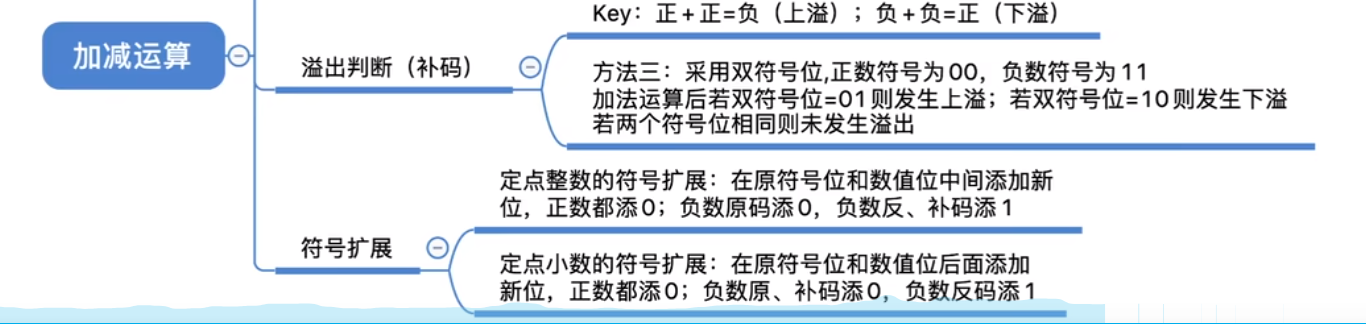 加减运算
溢出判断（补码）
Key：正+正=负（上溢）；负+负=正（下溢）
方法三：采用双符号位,正数符号为00，负数符号为11
加法运算后若双符号位=01则发生上溢；若双符号位=10则发生下溢
若两个符号位相同则未发生溢出
符号扩展
定点整数的符号扩展：在原符号位和数值位中间添加新
位，正数都添0；负数原码添0，负数反、补码添1
定点小数的符号扩展：在原符号位和数值位后面添加
新位，正数都添0；负数原、补码添0，负数反码添1